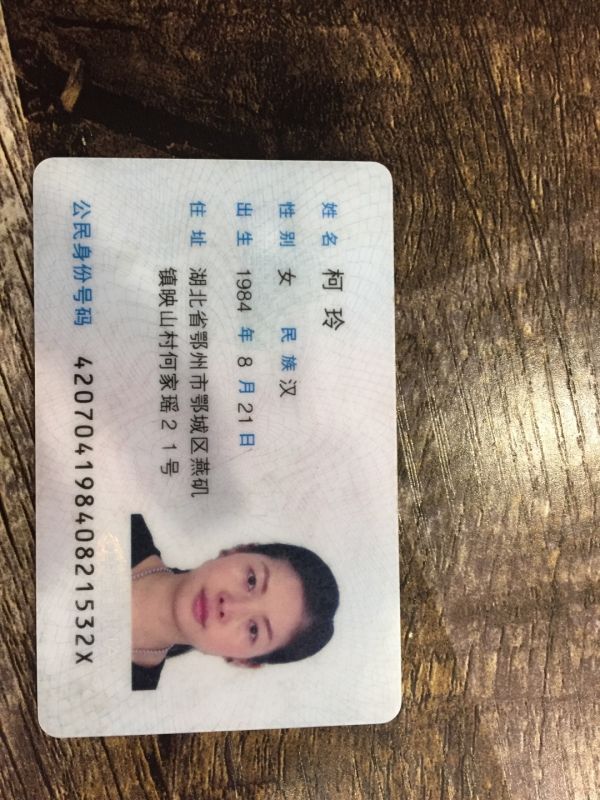 姓名 柯玲
性别 女 民族 汉
出生 1984 年 8 月 21 日
住址 湖北省鄂州市鄂城区燕矶
镇映山村何家瑶21号
公民身份号码 42070419840821532X